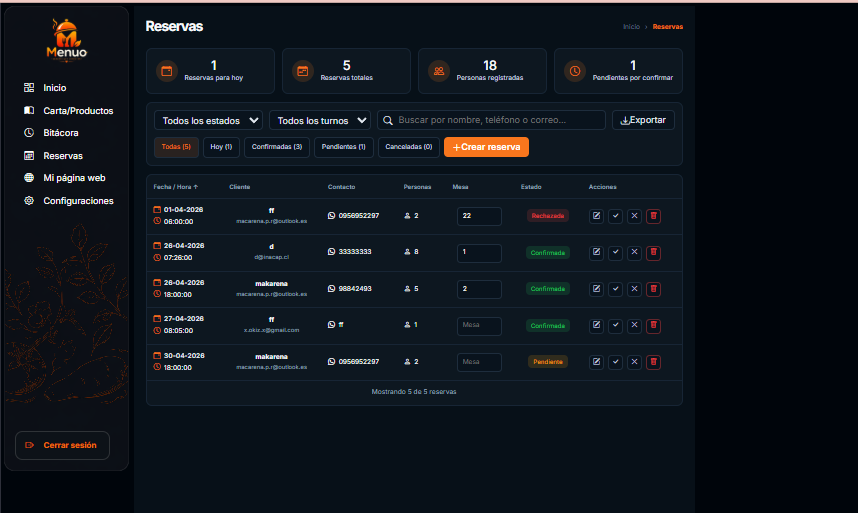 Menuo
Inicio
Carta/Productos
Bitácora
Reservas
Mi página web
Configuraciones
Cerrar sesión
Reservas
Inicio › Reservas
1
Reservas para hoy
5
Reservas totales
18
Personas registradas
1
Pendientes por confirmar
Todos los estados Todos los turnos Buscar por nombre, teléfono o correo... Exportar
Todas (5) Hoy (1) Confirmadas (3) Pendientes (1) Canceladas (0) +Crear reserva
Fecha / Hora ↑ Cliente Contacto Personas Mesa Estado Acciones
01-04-2026 ff
06:00:00 macarena.p.r@outlook.es 0956952297 2 22 Rechazada
26-04-2026 d
07:26:00 d@inacap.cl 33333333 8 1 Confirmada
26-04-2026 makarena
18:00:00 macarena.p.r@outlook.es 98842493 5 2 Confirmada
27-04-2026 ff
08:05:00 x.okix.x@gmail.com ff 1 Mesa Confirmada
30-04-2026 makarena
18:00:00 macarena.p.r@outlook.es 0956952297 2 Mesa Pendiente
Mostrando 5 de 5 reservas